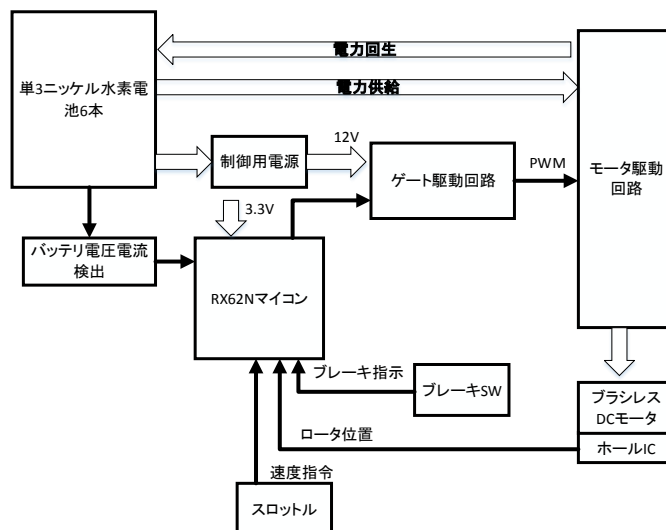 電力回生
単3ニッケル水素電
池6本
電力供給
12V
制御用電源
ゲート駆動回路
PWM
モータ駆動
回路
3.3V
バッテリ電圧電流
検出
RX62Nマイコン
ブレーキ指示
ブレーキSW
ブラシレス
DCモータ
ロータ位置
ホールIC
速度指令
スロットル